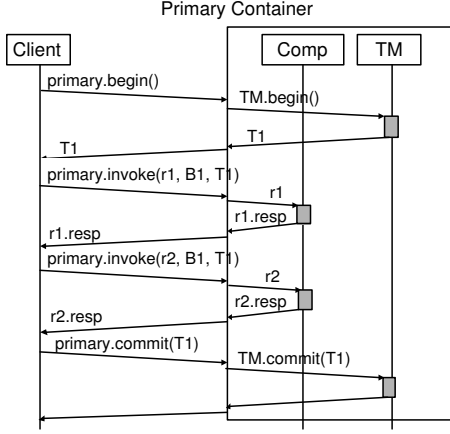 Primary Container
Client
Comp
TM
primary.begin()
TM.begin()
T1
T1
primary.invoke(r1, B1, T1)
r1
r1.resp
r1.resp
primary.invoke(r2, B1, T1)
r2
r2.resp
r2.resp
primary.commit(T1)
TM.commit(T1)